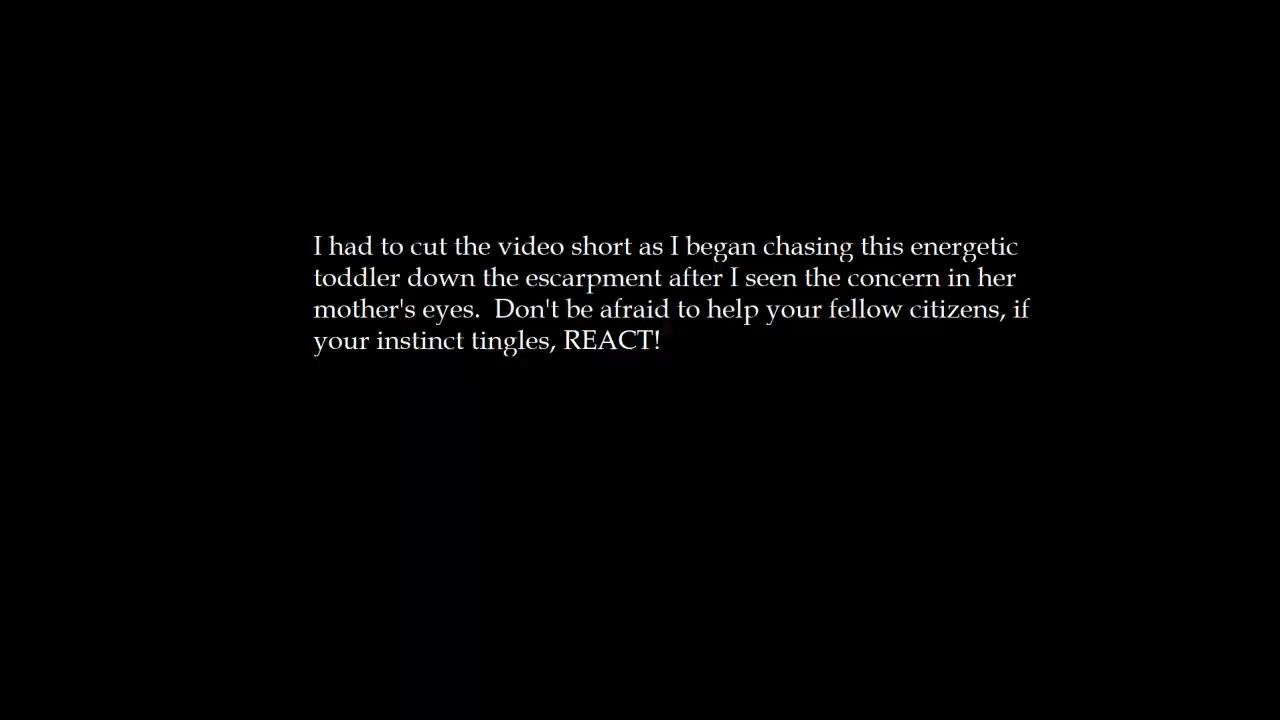 I had to cut the video short as I began chasing this energetic
toddler down the escarpment after I seen the concern in her
mother's eyes.  Don't be afraid to help your fellow citizens, if
your instinct tingles, REACT!